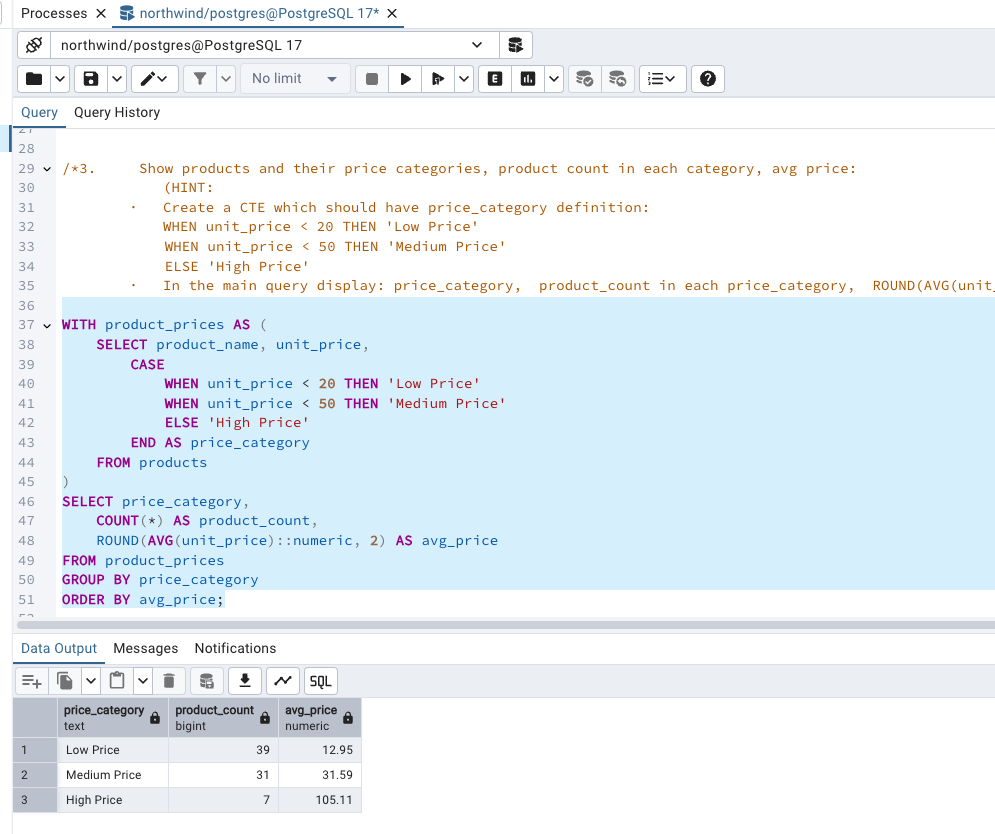 Processes
northwind/postgres@PostgreSQL 17*
northwind/postgres@PostgreSQL 17
No limit
E
Query
Query History
27
28
29 /*3. Show products and their price categories, product count in each category, avg price:
30 (HINT:
31 · Create a CTE which should have price_category definition:
32 WHEN unit_price < 20 THEN 'Low Price'
33 WHEN unit_price < 50 THEN 'Medium Price'
34 ELSE 'High Price'
35 · In the main query display: price_category, product_count in each price_category, ROUND(AVG(unit_
36
37 WITH product_prices AS (
38 SELECT product_name, unit_price,
39 CASE
40 WHEN unit_price < 20 THEN 'Low Price'
41 WHEN unit_price < 50 THEN 'Medium Price'
42 ELSE 'High Price'
43 END AS price_category
44 FROM products
45 )
46 SELECT price_category,
47 COUNT(*) AS product_count,
48 ROUND(AVG(unit_price)::numeric, 2) AS avg_price
49 FROM product_prices
50 GROUP BY price_category
51 ORDER BY avg_price;
Data Output Messages Notifications
SQL
price_category product_count avg_price
text bigint numeric
1 Low Price 39 12.95
2 Medium Price 31 31.59
3 High Price 7 105.11